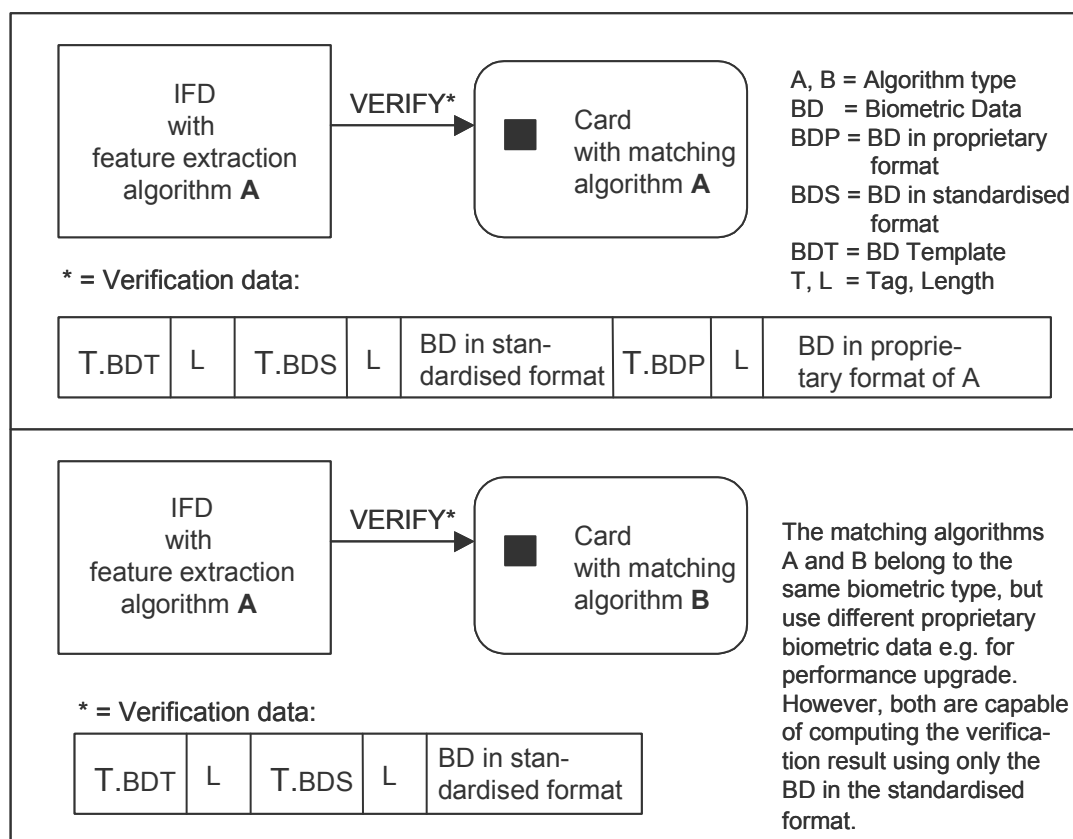 IFD
with
feature extraction
algorithm A
VERIFY*
Card
with matching
algorithm A
A, B = Algorithm type
BD = Biometric Data
BDP = BD in proprietary
format
BDS = BD in standardised
format
BDT = BD Template
T, L = Tag, Length
* = Verification data:
T.BDT
L
T.BDS
L
BD in stan-
dardised format
T.BDP
L
BD in proprie-
tary format of A
IFD
with
feature extraction
algorithm A
VERIFY*
Card
with matching
algorithm B
The matching algorithms
A and B belong to the
same biometric type, but
use different proprietary
biometric data e.g. for
performance upgrade.
However, both are capable
of computing the verifica-
tion result using only the
BD in the standardised
format.
* = Verification data:
T.BDT
L
T.BDS
L
BD in stan-
dardised format